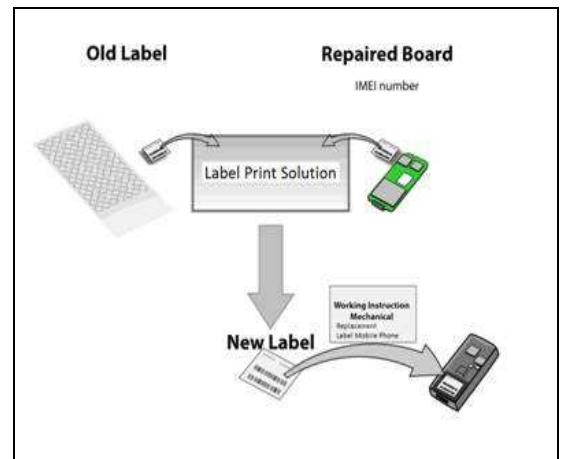 Old Label
Repaired Board
IMEI number
Label Print Solution
Working Instruction
Mechanical
Replacement
Label Mobile Phone
New Label